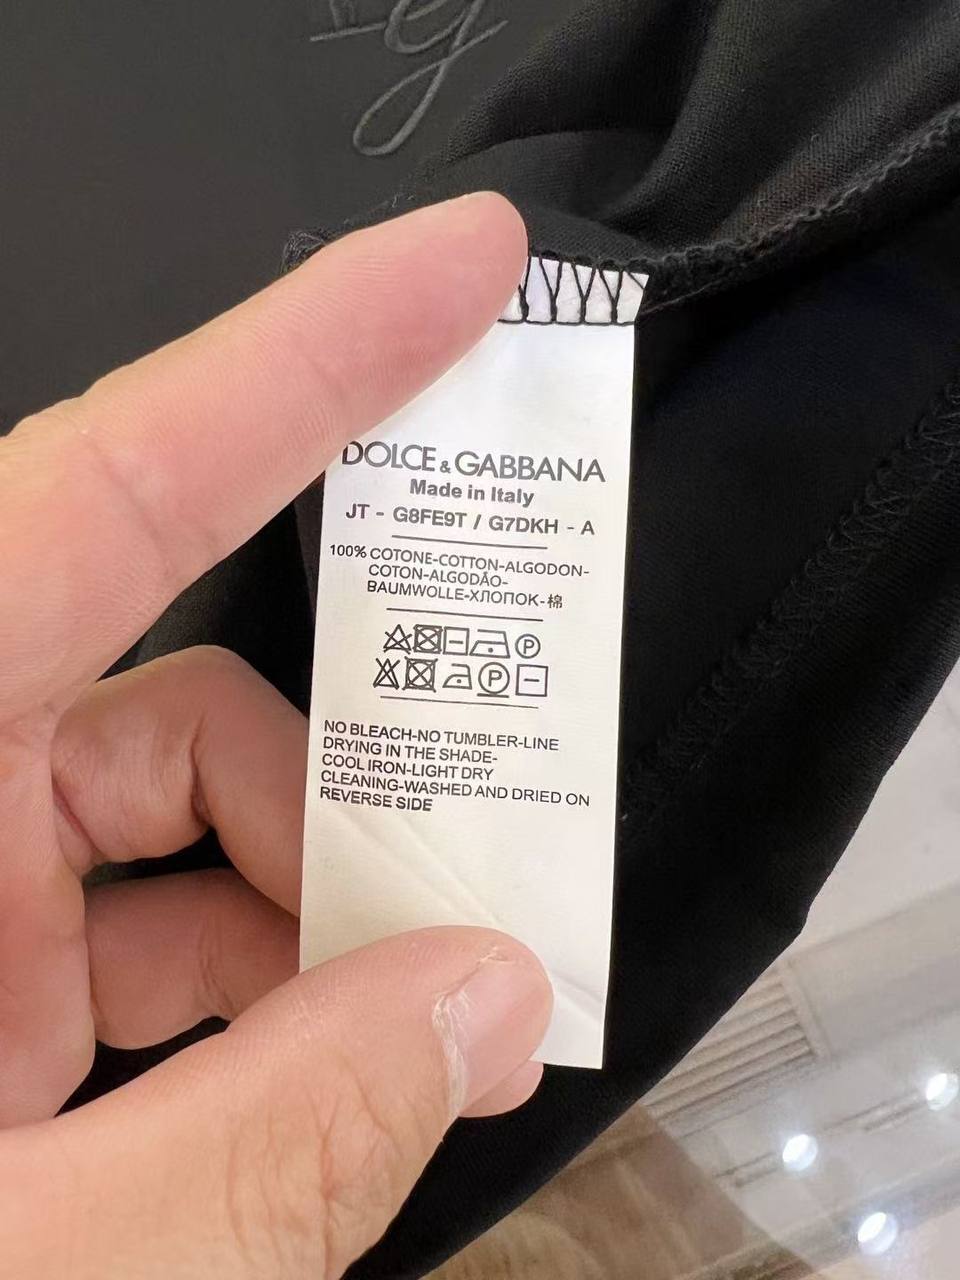 DOLCE & GABBANA
Made in Italy
JT - G8FE9T / G7DKH - A
100% COTONE-COTTON-ALGODON-
COTON-ALGODÃO-
BAUMWOLLE-ХЛОПОК-棉
P
P
NO BLEACH-NO TUMBLER-LINE
DRYING IN THE SHADE-
COOL IRON-LIGHT DRY
CLEANING-WASHED AND DRIED ON
REVERSE SIDE